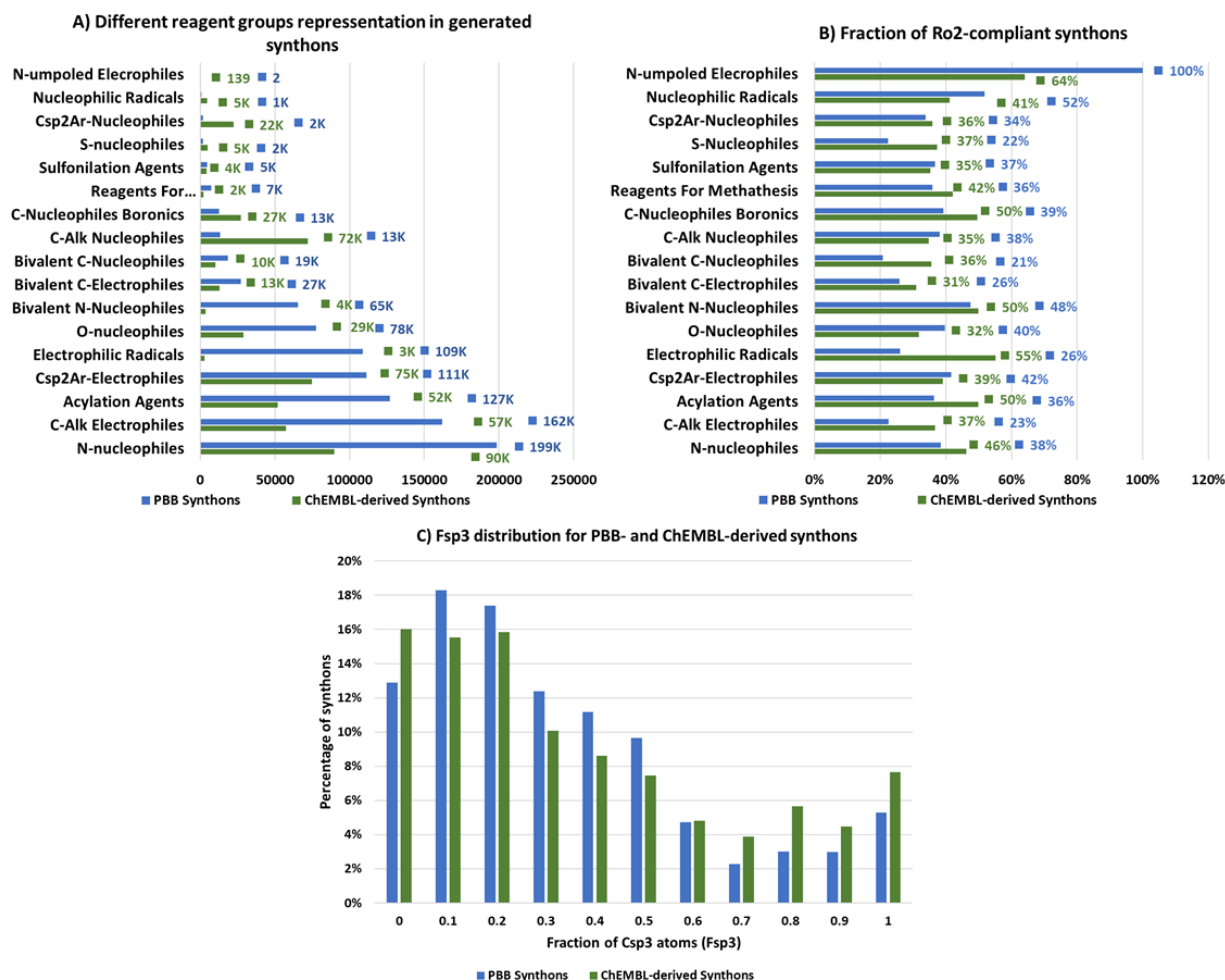 A) Different reagent groups repressentation in generated
synthons
N-umpoled Elecrophiles 139 2
Nucleophilic Radicals 5K 1K
Csp2Ar-Nucleophiles 22K 2K
S-nucleophiles 5K 2K
Sulfonilation Agents 4K 5K
Reagents For... 2K 7K
C-Nucleophiles Boronics 27K 13K
C-Alk Nucleophiles 72K 13K
Bivalent C-Nucleophiles 10K 19K
Bivalent C-Electrophiles 13K 27K
Bivalent N-Nucleophiles 4K 65K
O-nucleophiles 29K 78K
Electrophilic Radicals 3K 109K
Csp2Ar-Electrophiles 75K 111K
Acylation Agents 52K 127K
C-Alk Electrophiles 57K 162K
N-nucleophiles 199K
90K
0 50000 100000 150000 200000 250000
PBB Synthons ChEMBL-derived Synthons
B) Fraction of Ro2-compliant synthons
N-umpoled Elecrophiles 100%
64%
Nucleophilic Radicals 41% 52%
Csp2Ar-Nucleophiles 36% 34%
S-Nucleophiles 37% 22%
Sulfonilation Agents 35% 37%
Reagents For Methathesis 42% 36%
C-Nucleophiles Boronics 50% 39%
C-Alk Nucleophiles 35% 38%
Bivalent C-Nucleophiles 36% 21%
Bivalent C-Electrophiles 31% 26%
Bivalent N-Nucleophiles 50% 48%
O-Nucleophiles 32% 40%
Electrophilic Radicals 55% 26%
Csp2Ar-Electrophiles 39% 42%
Acylation Agents 50% 36%
C-Alk Electrophiles 37% 23%
N-nucleophiles 46% 38%
0% 20% 40% 60% 80% 100% 120%
PBB Synthons ChEMBL-derived Synthons
C) Fsp3 distribution for PBB- and ChEMBL-derived synthons
Percentage of synthons
20%
18%
16%
14%
12%
10%
8%
6%
4%
2%
0%
0 0.1 0.2 0.3 0.4 0.5 0.6 0.7 0.8 0.9 1
Fraction of Csp3 atoms (Fsp3)
PBB Synthons ChEMBL-derived Synthons